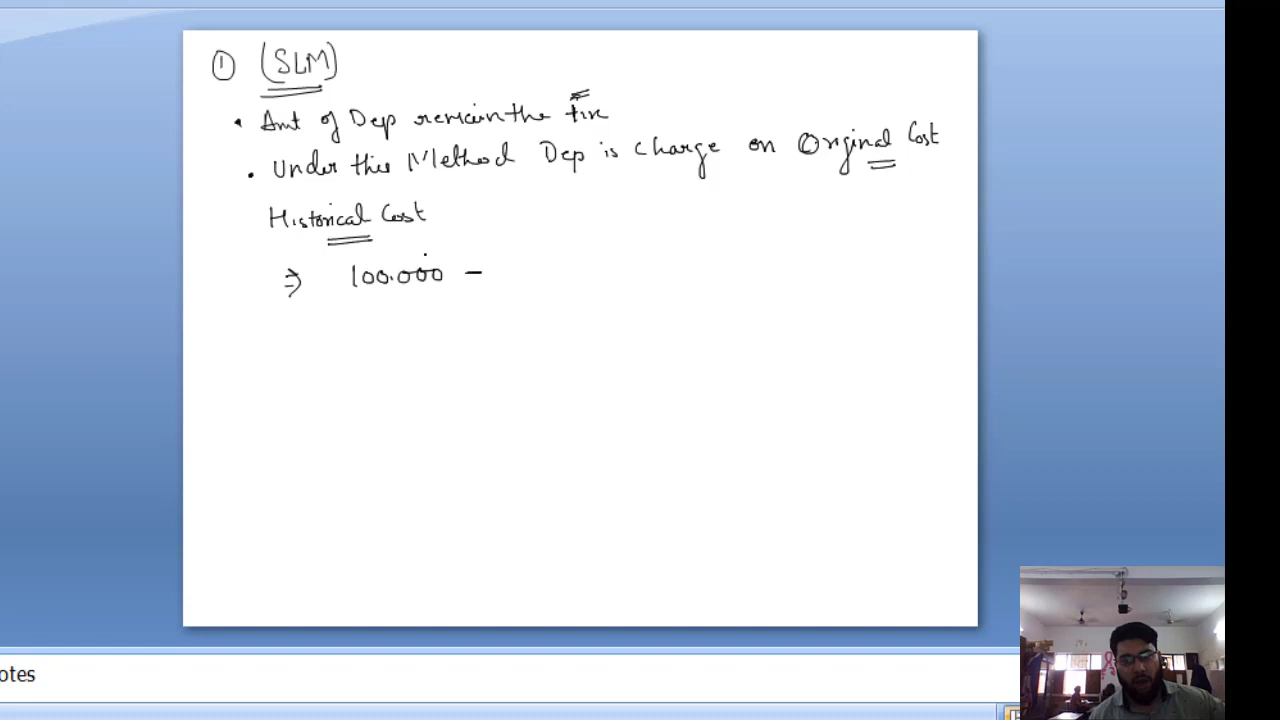 ① (SLM)
• Amt of Dep remain the fix
• Under this Method Dep is charge on Original Cost
Historical Cost
⇒ 100.000 –
otes